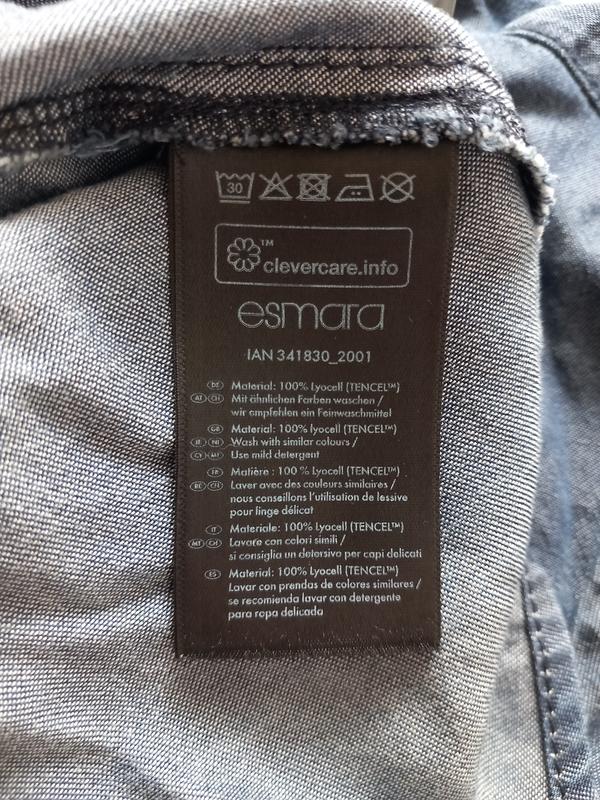 30
TM
clevercare.info
esmara
IAN 341830_2001
DE Material: 100% Lyocell (TENCEL™)
AT CH Mit ähnlichen Farben waschen /
wir empfehlen ein Feinwaschmittel
GB Material: 100% lyocell (TENCEL™)
IE NI Wash with similar colours /
CY MT Use mild detergent
FR Matière : 100 % Lyocell (TENCEL™)
BE CH Laver avec des couleurs similaires /
nous conseillons l'utilisation de lessive
pour linge délicat
IT Materiale: 100% Lyocell (TENCEL™)
MT CH Lavare con colori simili /
si consiglia un detersivo per capi delicati
ES Material: 100% Lyocell (TENCEL™)
Lavar con prendas de colores similares /
se recomienda lavar con detergente
para ropa delicada